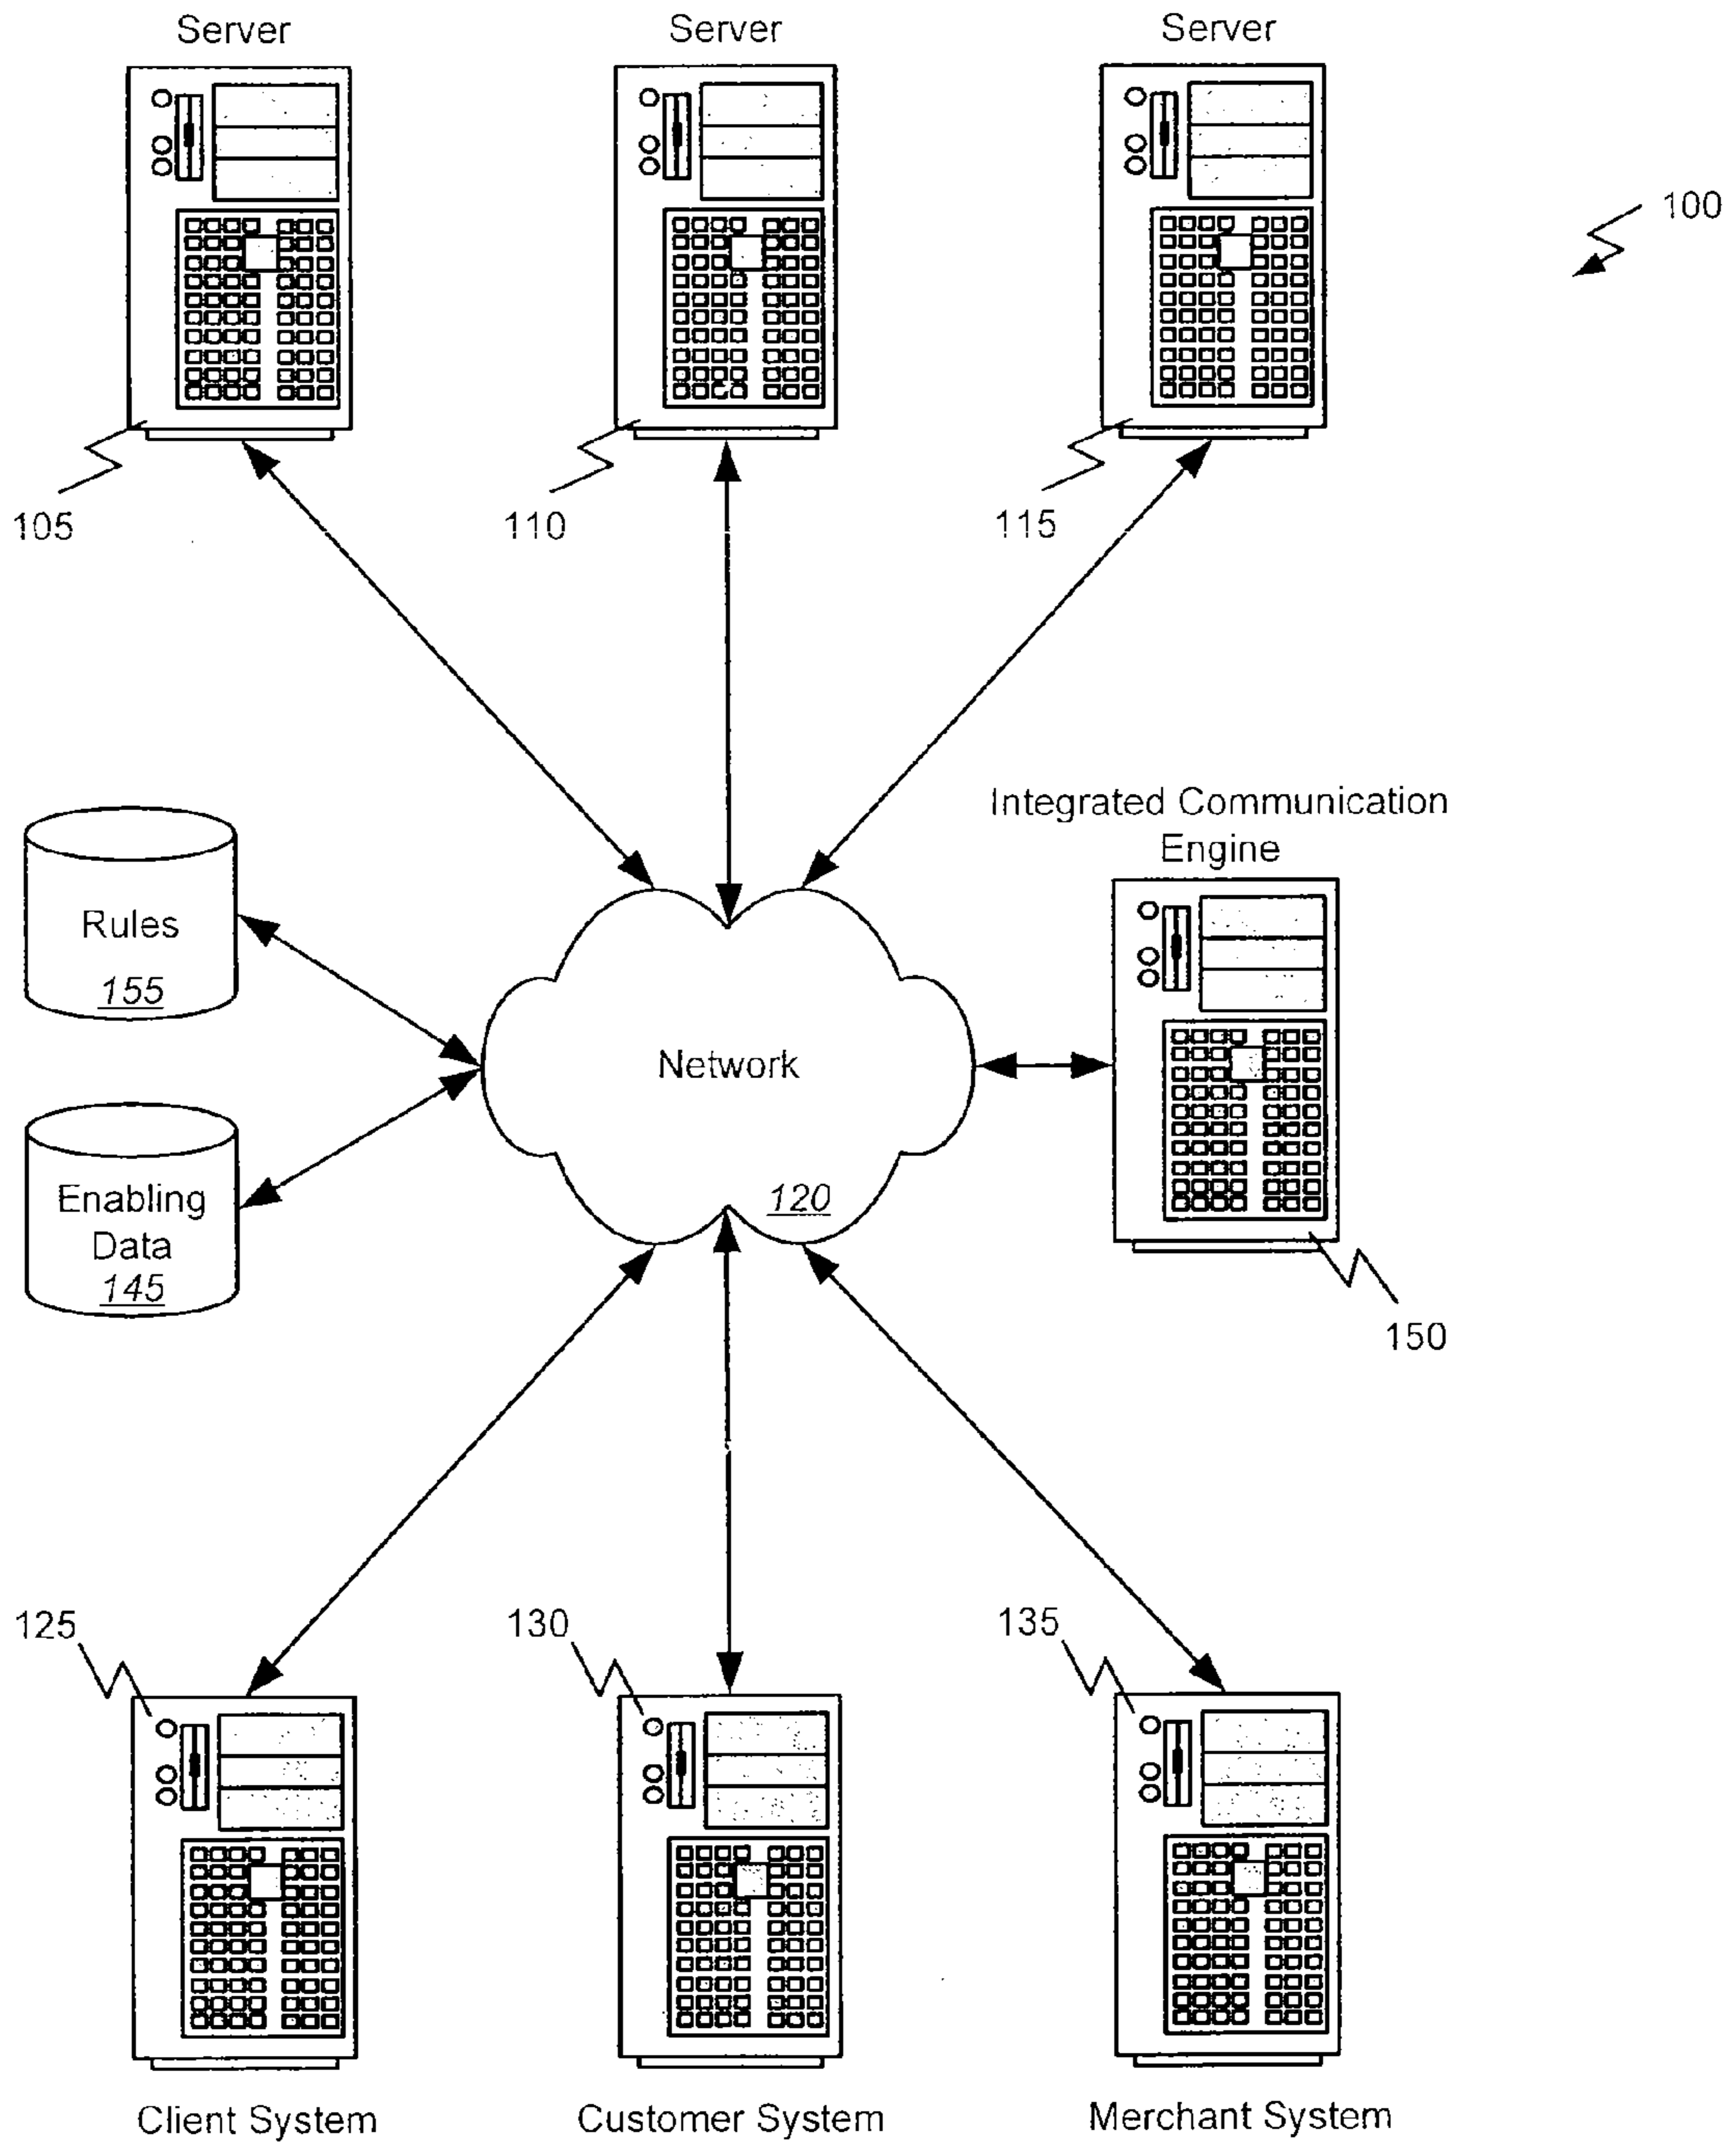 Server
Server
Server
100
105
110
115
Integrated Communication
Engine
Rules
155
Network
120
Enabling
Data
145
150
125
130
135
Client System
Customer System
Merchant System